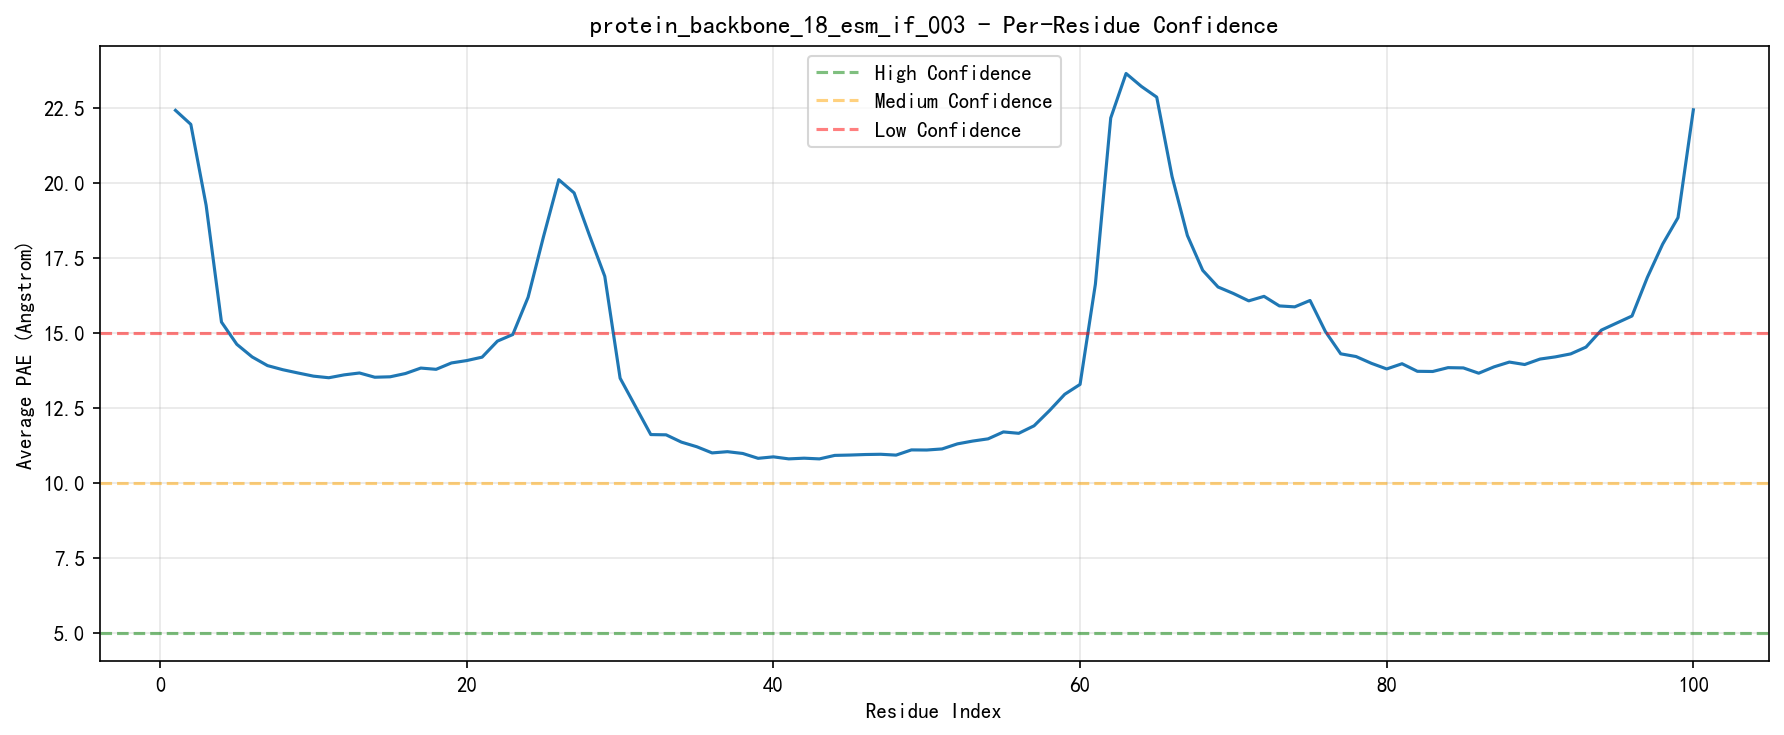 protein_backbone_18_esm_if_003 - Per-Residue Confidence
High Confidence
Medium Confidence
Low Confidence
Average PAE (Angstrom)
22.5
20.0
17.5
15.0
12.5
10.0
7.5
5.0
0 20 40 60 80 100
Residue Index